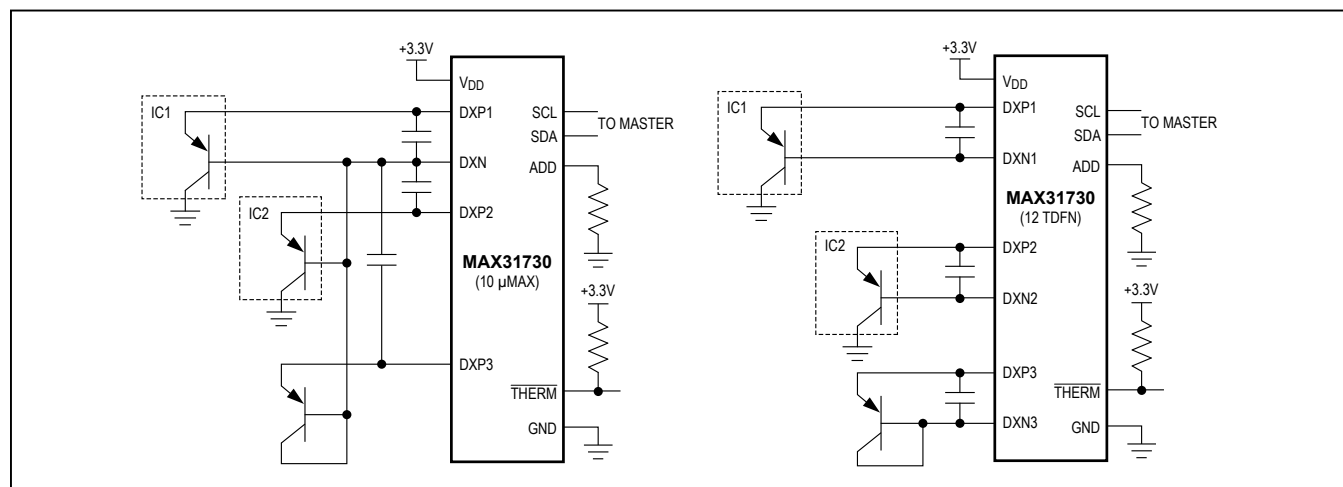 +3.3V
VDD
IC1
DXP1
SCL
TO MASTER
SDA
DXN
ADD
IC2
DXP2
MAX31730
(10 µMAX)
+3.3V
DXP3
THERM
GND
+3.3V
VDD
IC1
DXP1
SCL
TO MASTER
SDA
DXN1
ADD
MAX31730
(12 TDFN)
IC2
DXP2
DXN2
+3.3V
DXP3
THERM
DXN3
GND